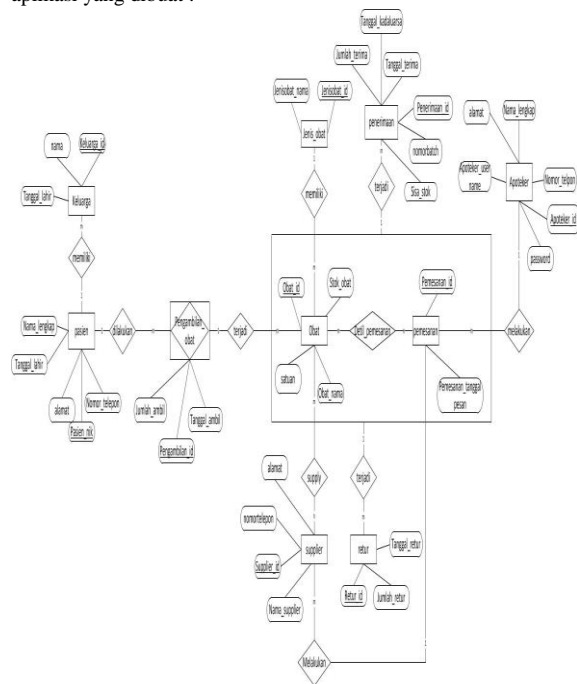 aplikasi yang dibuat :
Tanggal_kadaluarsa
Jumlah_terima
Tanggal_terima
Jenisobat_nama
Jenisobat_id
Penerimaan_id
penerimaan
Jenis_obat
nomorbatch
Sisa_stok
alamat
Nama_lengkap
Apoteker_user
name
Apoteker
Nomor_telpon
Apoteker_id
password
nama
Keluarga_id
Tanggal_lahir
Keluarga
memiliki
memiliki
terjadi
Obat_id
Stok_obat
Pemesanan_id
Nama_lengkap
pasien
dilakukan
Pengambilan_
obat
terjadi
Obat
Detil_pemesanan
pemesanan
melakukan
Tanggal_lahir
alamat
Nomor_telepon
Pasien_nik
Jumlah_ambil
Tanggal_ambil
Pengambilan_id
satuan
Obat_nama
Pemesanan_tanggal
pesan
alamat
supply
terjadi
nomortelepon
supplier
retur
Tanggal_retur
Supplier_id
Nama_supplier
Retur_id
Jumlah_retur
Melakukan